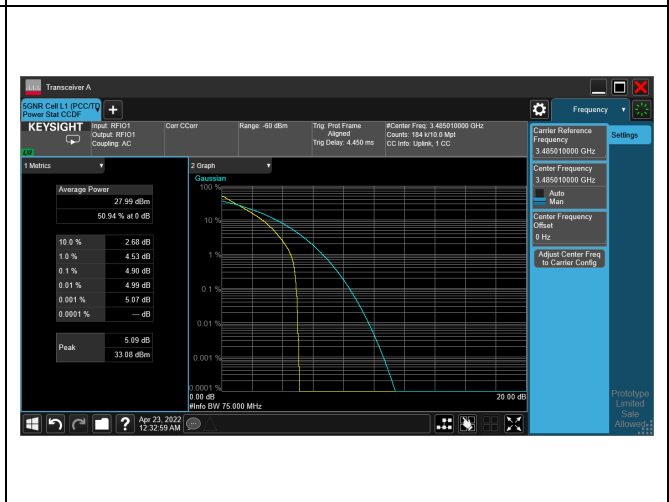 Transceiver A
5GNR Cell L1 (PCC/TD
Power Stat CCDF
+
Frequency
KEYSIGHT
Input: RFIO1
Output: RFIO1
Coupling: AC
Corr CCorr
Range: -60 dBm
Trig: Prot Frame
Aligned
Trig Delay: 4.450 ms
#Center Freq: 3.485010000 GHz
Counts: 184 k/10.0 Mpt
CC Info: Uplink, 1 CC
LV
Carrier Reference
Frequency
3.485010000 GHz
Settings
Center Frequency
3.485010000 GHz
Auto
Man
Center Frequency
Offset
0 Hz
Adjust Center Freq
to Carrier Config
1 Metrics
Average Power
27.99 dBm
50.94 % at 0 dB
10.0 % 2.68 dB
1.0 % 4.53 dB
0.1 % 4.90 dB
0.01 % 4.99 dB
0.001 % 5.07 dB
0.0001 % --- dB
Peak
5.09 dB
33.08 dBm
2 Graph
Gaussian
100 %
10 %
1 %
0.1 %
0.01 %
0.001 %
0.0001 %
0.00 dB 20.00 dB
#Info BW 75.000 MHz
Prototype
Limited
Sale
Allowed
?
Apr 23, 2022
12:32:59 AM